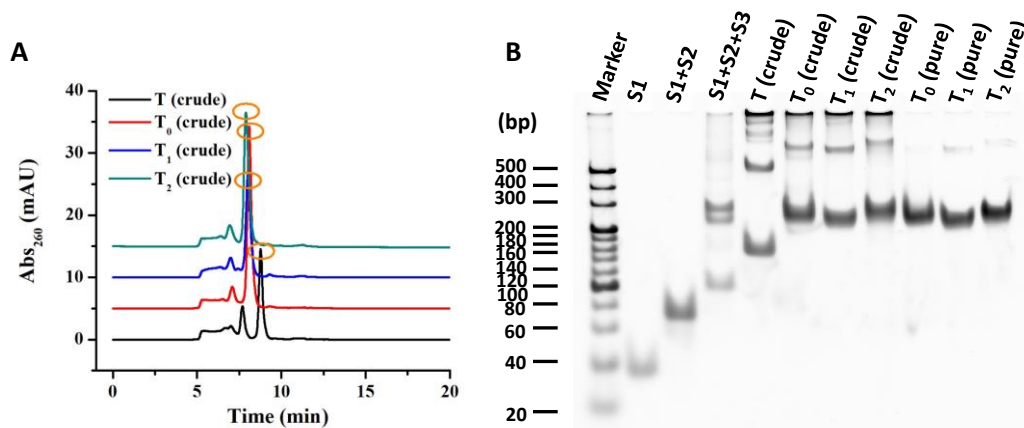 A
Abs260 (mAU)
40
30
20
10
0
T (crude)
T0 (crude)
T1 (crude)
T2 (crude)
0
5
10
15
20
Time (min)
B
Marker
S1
S1+S2
S1+S2+S3
T (crude)
T0 (crude)
T1 (crude)
T2 (crude)
T0 (pure)
T1 (pure)
T2 (pure)
(bp)
500
400
300
200
180
160
140
120
100
80
60
40
20